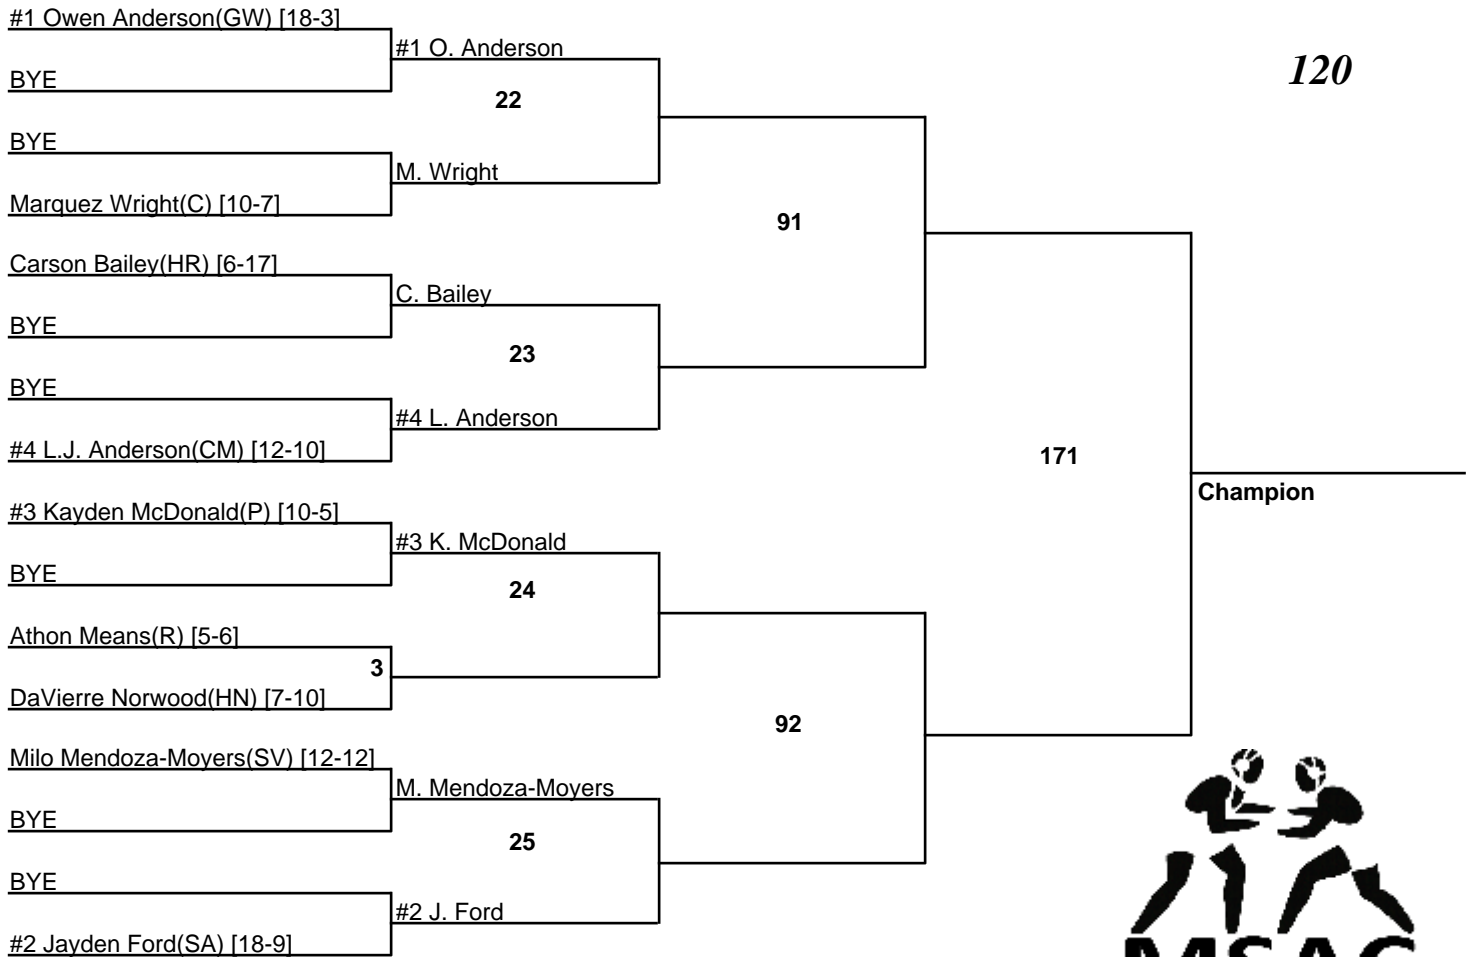 #1 Owen Anderson(GW) [18-3]
#1 O. Anderson
120
BYE
22
BYE
M. Wright
Marquez Wright(C) [10-7]
91
Carson Bailey(HR) [6-17]
C. Bailey
BYE
23
BYE
#4 L. Anderson
#4 L.J. Anderson(CM) [12-10]
171
Champion
#3 Kayden McDonald(P) [10-5]
#3 K. McDonald
BYE
24
Athon Means(R) [5-6]
3
DaVierre Norwood(HN) [7-10]
92
Milo Mendoza-Moyers(SV) [12-12]
M. Mendoza-Moyers
BYE
25
BYE
#2 J. Ford
#2 Jayden Ford(SA) [18-9]
MSAC